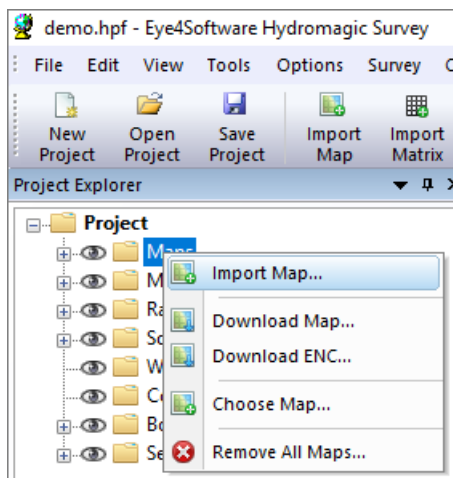 demo.hpf - Eye4Software Hydromagic Survey
File Edit View Tools Options Survey
New Project Open Project Save Project Import Map Import Matrix
Project Explorer
Project
Maps
Import Map...
Download Map...
Download ENC...
Choose Map...
Remove All Maps...